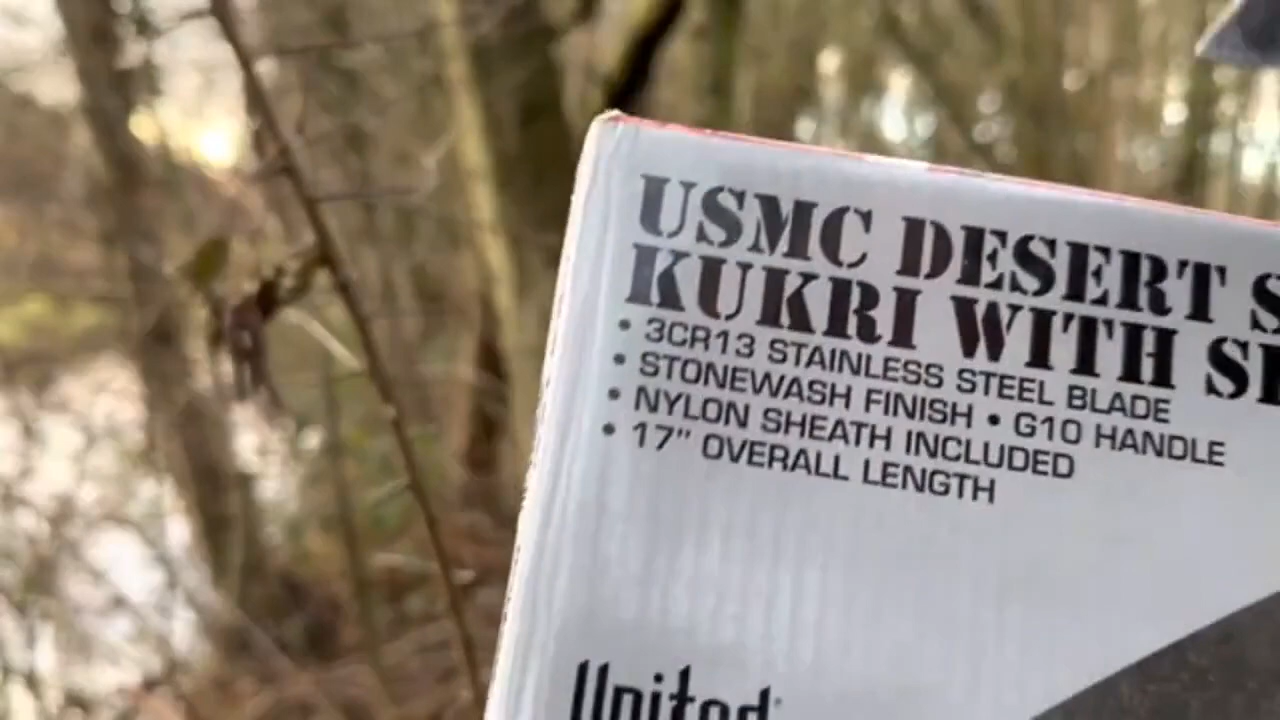 USMC DESERT S
KUKRI WITH
• 3CR13 STAINLESS STEEL BLADE
• STONEWASH FINISH • G10 HANDLE
• NYLON SHEATH INCLUDED
• 17” OVERALL LENGTH
United